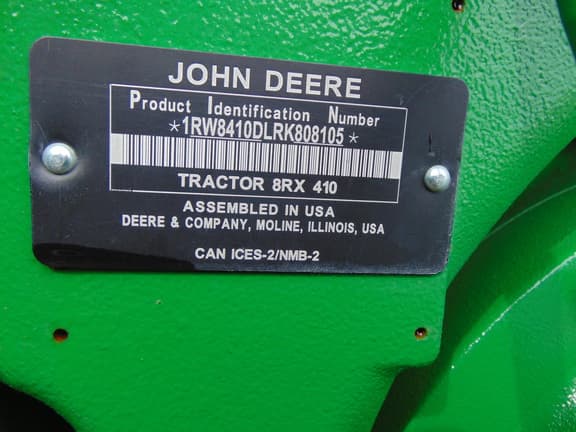 JOHN DEERE
Product Identification Number
*1RW8410DLRK808105*
TRACTOR 8RX 410
ASSEMBLED IN USA
DEERE & COMPANY, MOLINE, ILLINOIS, USA
CAN ICES-2/NMB-2